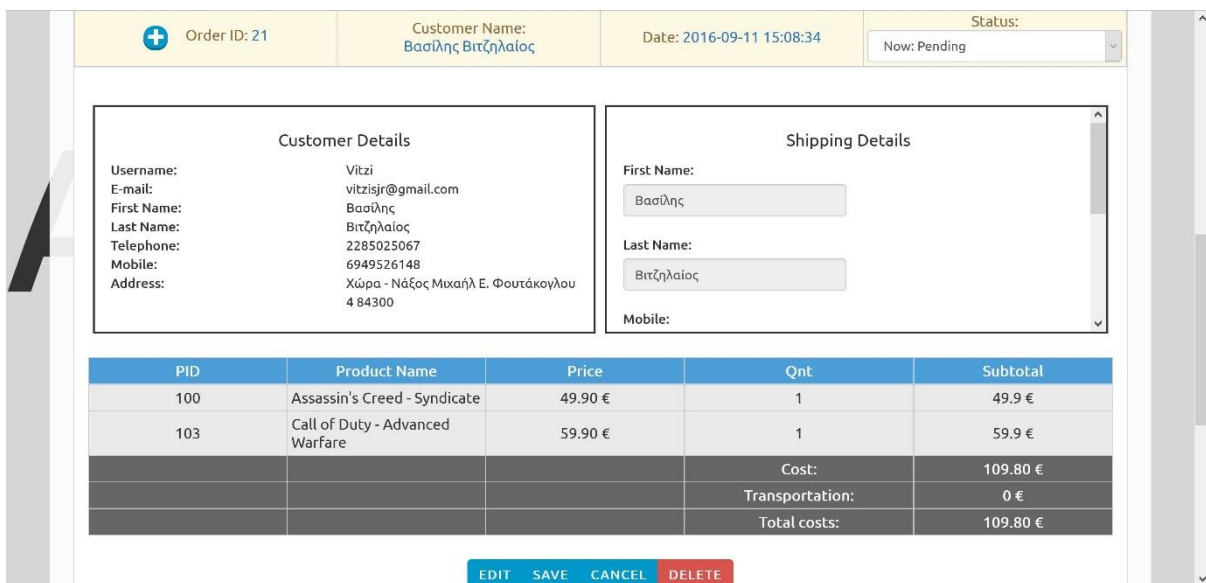 Order ID: 21
Customer Name:
Βασίλης Βιτζηλαίος
Date: 2016-09-11 15:08:34
Status:
Now: Pending
Customer Details
Username: Vitzi
E-mail: vitzisjr@gmail.com
First Name: Βασίλης
Last Name: Βιτζηλαίος
Telephone: 2285025067
Mobile: 6949526148
Address: Χώρα - Νάξος Μιχαήλ Ε. Φουτάκογλου
4 84300
Shipping Details
First Name:
Βασίλης
Last Name:
Βιτζηλαίος
Mobile:
PID Product Name Price Qnt Subtotal
100 Assassin's Creed - Syndicate 49.90 € 1 49.9 €
103 Call of Duty - Advanced
Warfare 59.90 € 1 59.9 €
Cost: 109.80 €
Transportation: 0 €
Total costs: 109.80 €
EDIT SAVE CANCEL DELETE